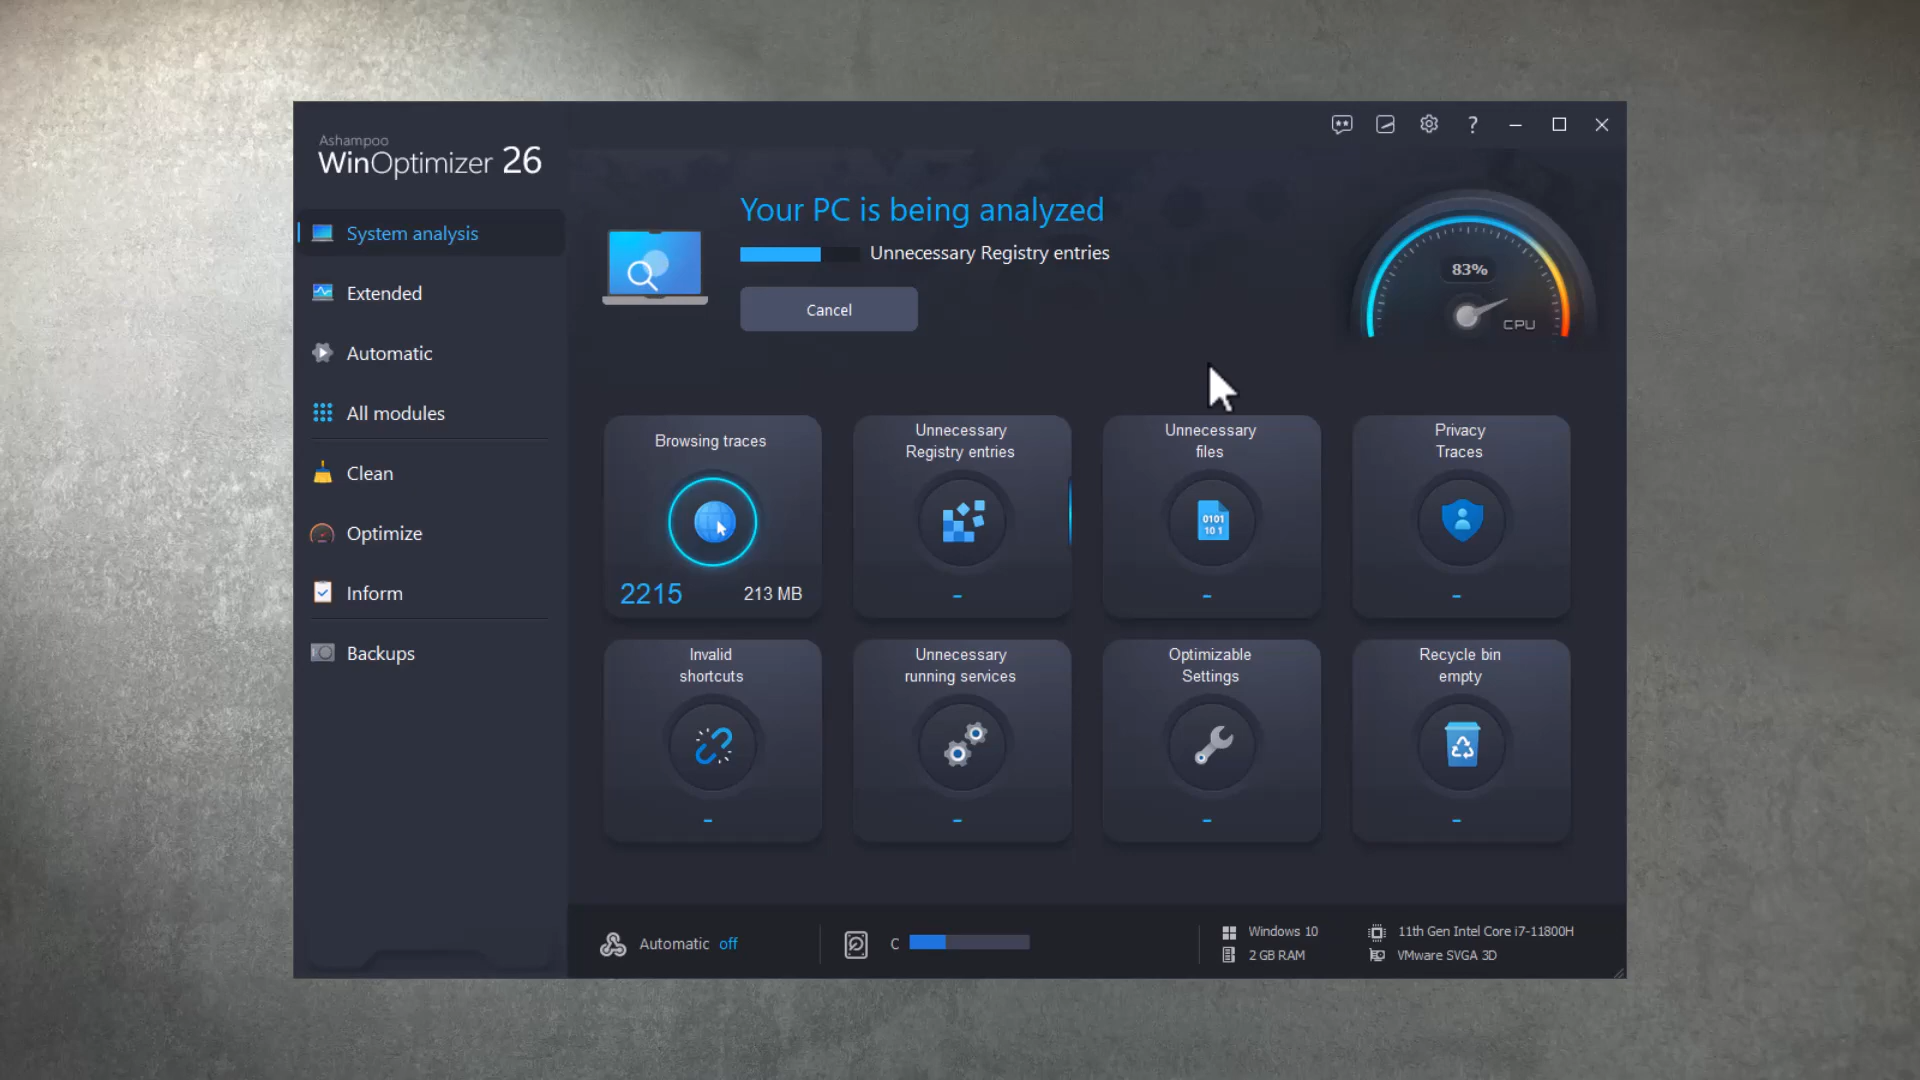 Ashampoo
WinOptimizer 26
System analysis
Extended
Automatic
All modules
Clean
Optimize
Inform
Backups
?
Your PC is being analyzed
Unnecessary Registry entries
Cancel
83%
CPU
Browsing traces
2215
213 MB
Unnecessary
Registry entries
-
Unnecessary
files
0101
10 1
-
Privacy
Traces
-
Invalid
shortcuts
-
Unnecessary
running services
-
Optimizable
Settings
-
Recycle bin
empty
-
Automatic off
C
Windows 10
2 GB RAM
11th Gen Intel Core i7-11800H
VMware SVGA 3D